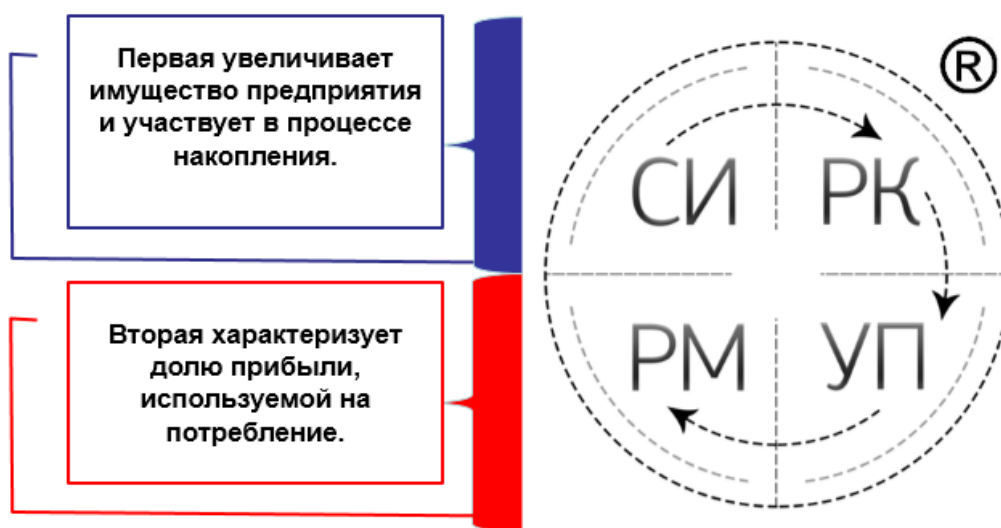 Первая увеличивает
имущество предприятия
и участвует в процессе
накопления.
Вторая характеризует
долю прибыли,
используемой на
потребление.
®
СИ РК
РМ УП